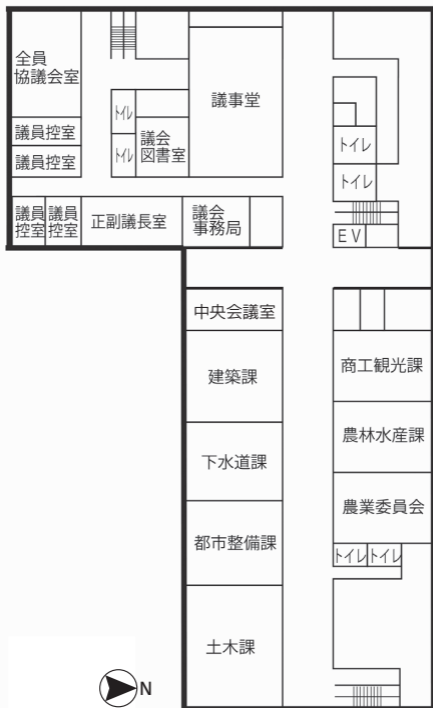 全員
協議会室
議員控室
議員控室
トイレ
トイレ
議会
図書室
議事堂
トイレ
トイレ
議員
控室
議員
控室
正副議長室
議会
事務局
EV
中央会議室
建築課
商工観光課
下水道課
農林水産課
都市整備課
農業委員会
トイレ
トイレ
土木課
N